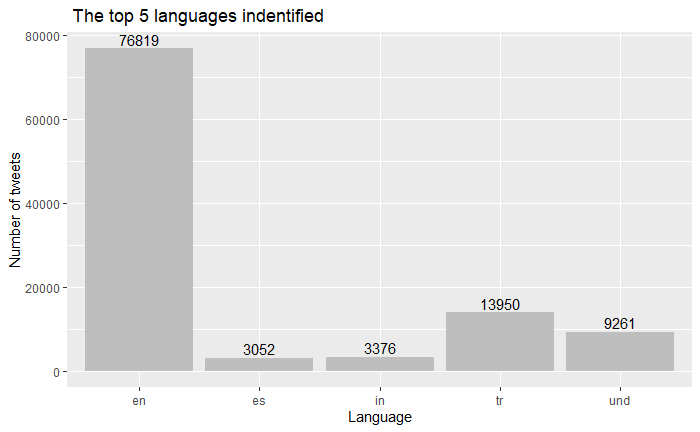 The top 5 languages indentified
80000
60000
40000
20000
0
Number of tweets
76819
3052
3376
13950
9261
en
es
in
tr
und
Language